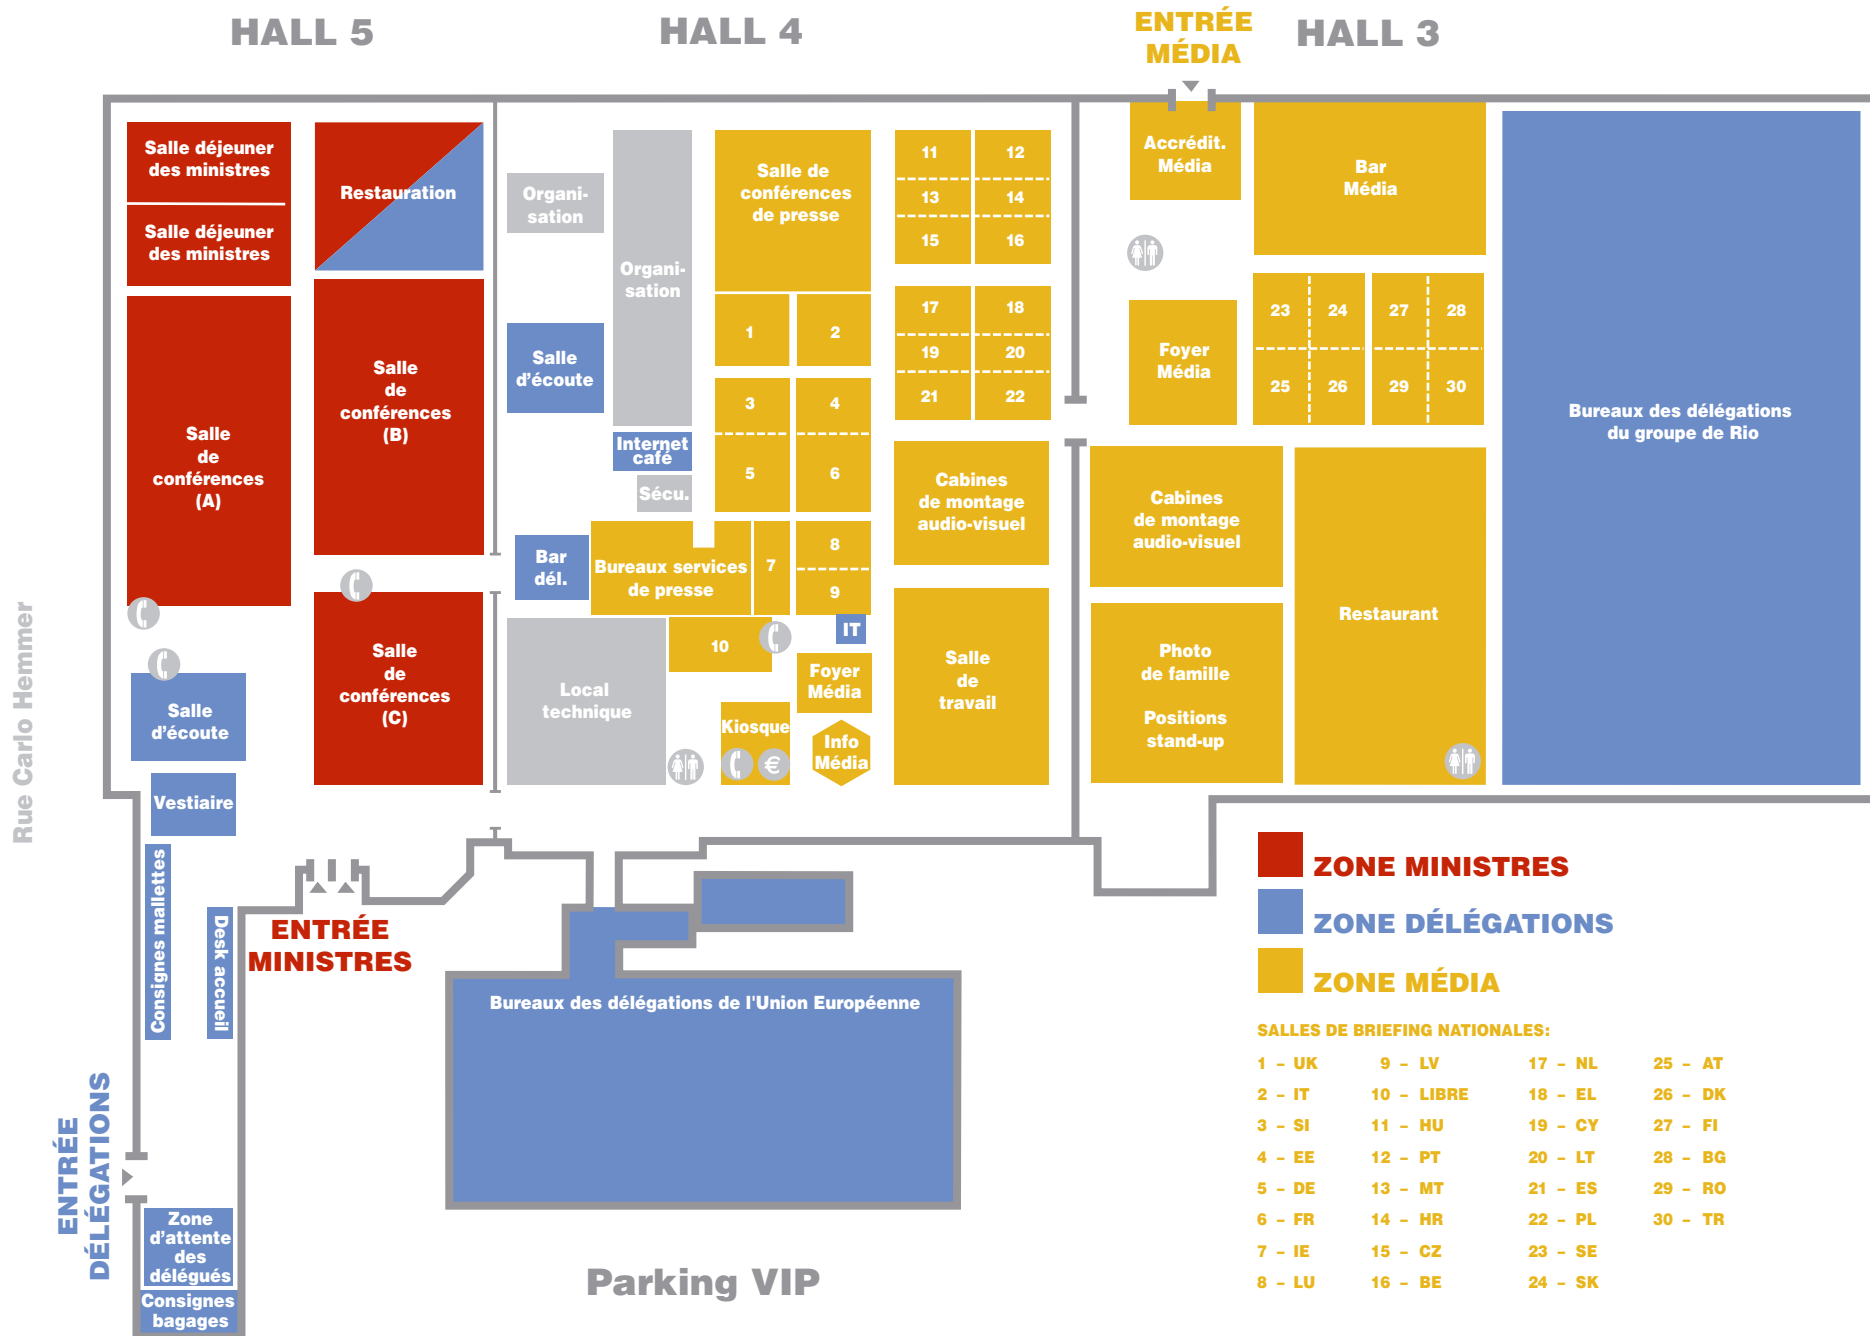 HALL 5
HALL 4
ENTRÉE
MÉDIA
HALL 3
Salle déjeuner
des ministres
Salle déjeuner
des ministres
Restauration
Salle
de
conférences
(A)
Salle
de
conférences
(B)
Salle
de
conférences
(C)
Salle
d'écoute
Vestiaire
Consignes mallettes
Desk accueil
ENTRÉE
MINISTRES
ENTRÉE
DÉLÉGATIONS
Zone
d'attente
des
délégués
Consignes
bagages
Rue Carlo Hemmer
Organi-
sation
Organi-
sation
Salle
d'écoute
Internet
café
Sécu.
Bar
dél.
Bureaux services
de presse
Local
technique
Salle de
conférences
de presse
1
2
3
4
5
6
7
8
9
10
IT
Foyer
Média
Kiosque
€
Info
Média
11
12
13
14
15
16
17
18
19
20
21
22
Cabines
de montage
audio-visuel
Salle
de
travail
Accrédit.
Média
Bar
Média
Foyer
Média
23
24
27
28
25
26
29
30
Cabines
de montage
audio-visuel
Photo
de famille
Positions
stand-up
Restaurant
Bureaux des délégations
du groupe de Rio
Bureaux des délégations de l'Union Européenne
Parking VIP
ZONE MINISTRES
ZONE DÉLÉGATIONS
ZONE MÉDIA
SALLES DE BRIEFING NATIONALES:
1 – UK
2 – IT
3 – SI
4 – EE
5 – DE
6 – FR
7 – IE
8 – LU
9 – LV
10 – LIBRE
11 – HU
12 – PT
13 – MT
14 – HR
15 – CZ
16 – BE
17 – NL
18 – EL
19 – CY
20 – LT
21 – ES
22 – PL
23 – SE
24 – SK
25 – AT
26 – DK
27 – FI
28 – BG
29 – RO
30 – TR